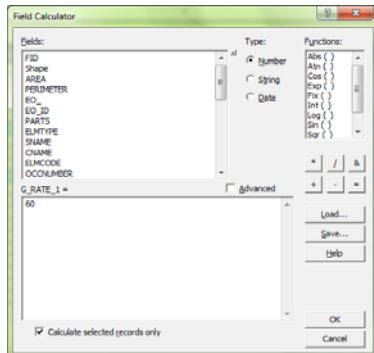 Field Calculator
Fields:
FID
Shape
AREA
PERIMETER
EO_
EO_ID
PARTS
ELMTYPE
SNAME
CNAME
ELMCODE
OCCNUMBER
Type:
Number
String
Date
Functions:
Abs ( )
Atn ( )
Cos ( )
Exp ( )
Fix ( )
Int ( )
Log ( )
Sin ( )
Sqr ( )
* / &
+ - =
G_RATE_1 =
Advanced
60
Load...
Save...
Help
Calculate selected records only
OK
Cancel